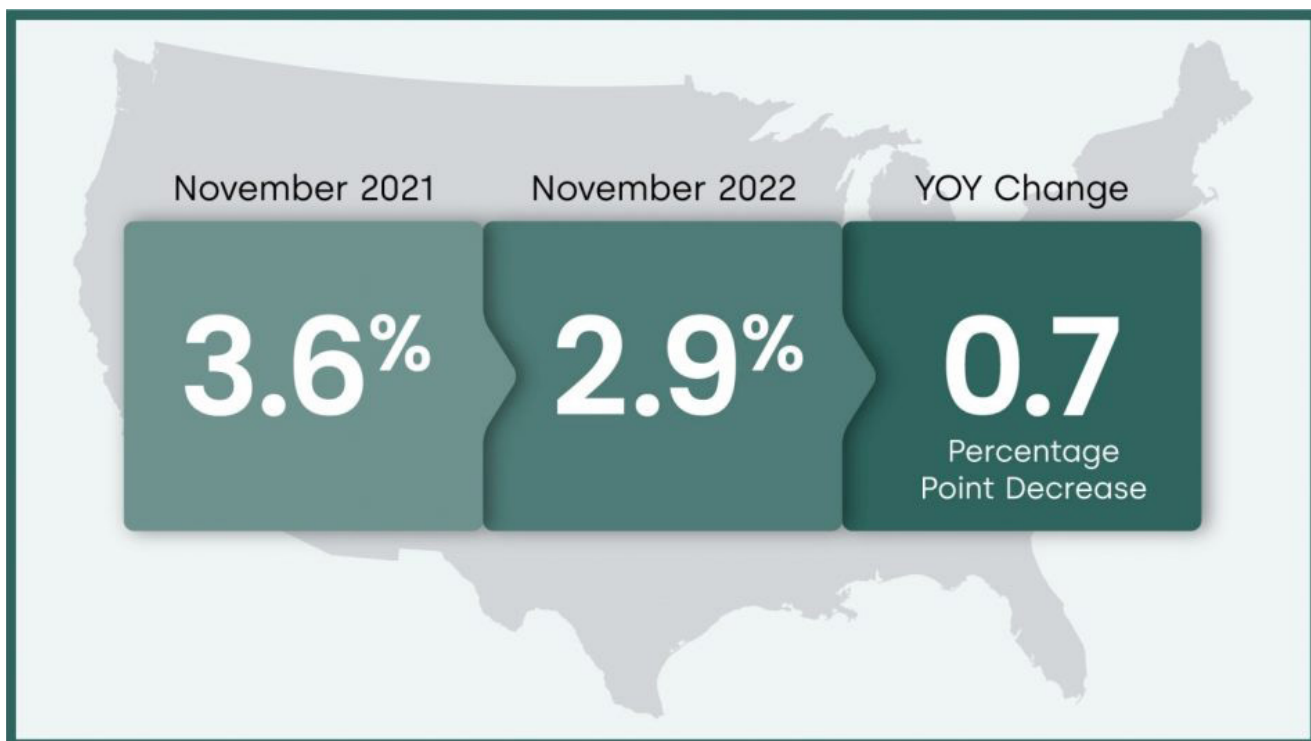 November 2021
November 2022
YOY Change
3.6%
2.9%
0.7
Percentage
Point Decrease